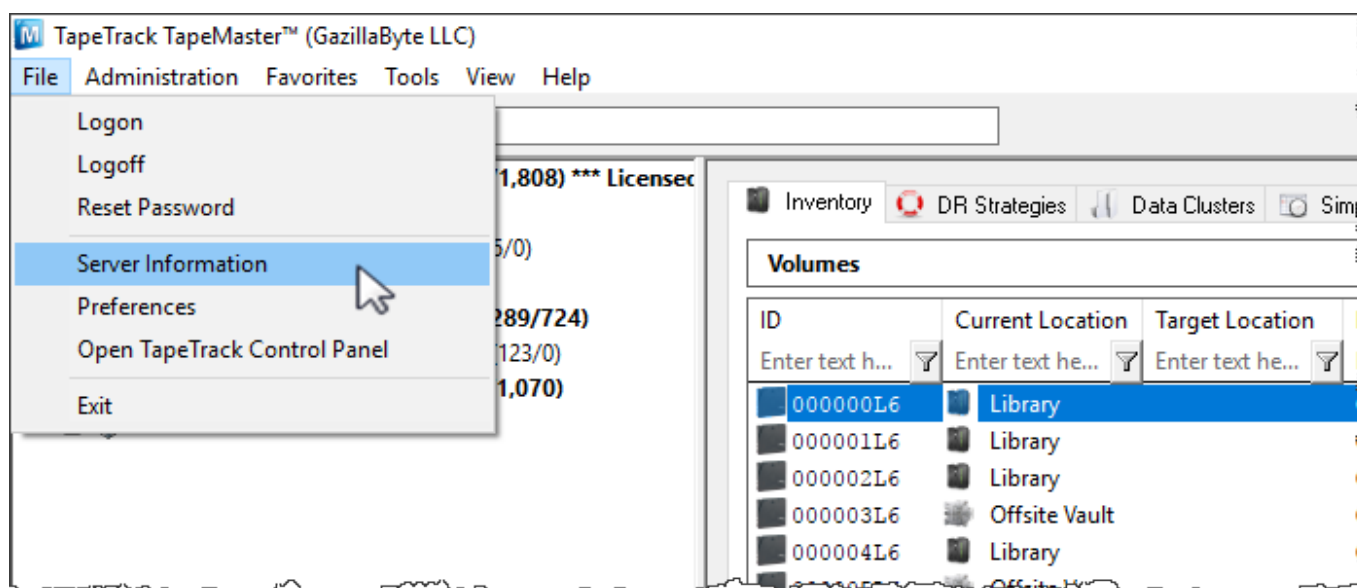 TapeTrack TapeMaster™ (GazillaByte LLC)
File Administration Favorites Tools View Help
Logon
Logoff
Reset Password
Server Information
Preferences
Open TapeTrack Control Panel
Exit
1,808) *** Licensed
/0)
289/724)
123/0)
1,070)
Inventory DR Strategies Data Clusters
Volumes
ID Current Location Target Location
Enter text h... Enter text he... Enter text he...
000000L6 Library
000001L6 Library
000002L6 Library
000003L6 Offsite Vault
000004L6 Library